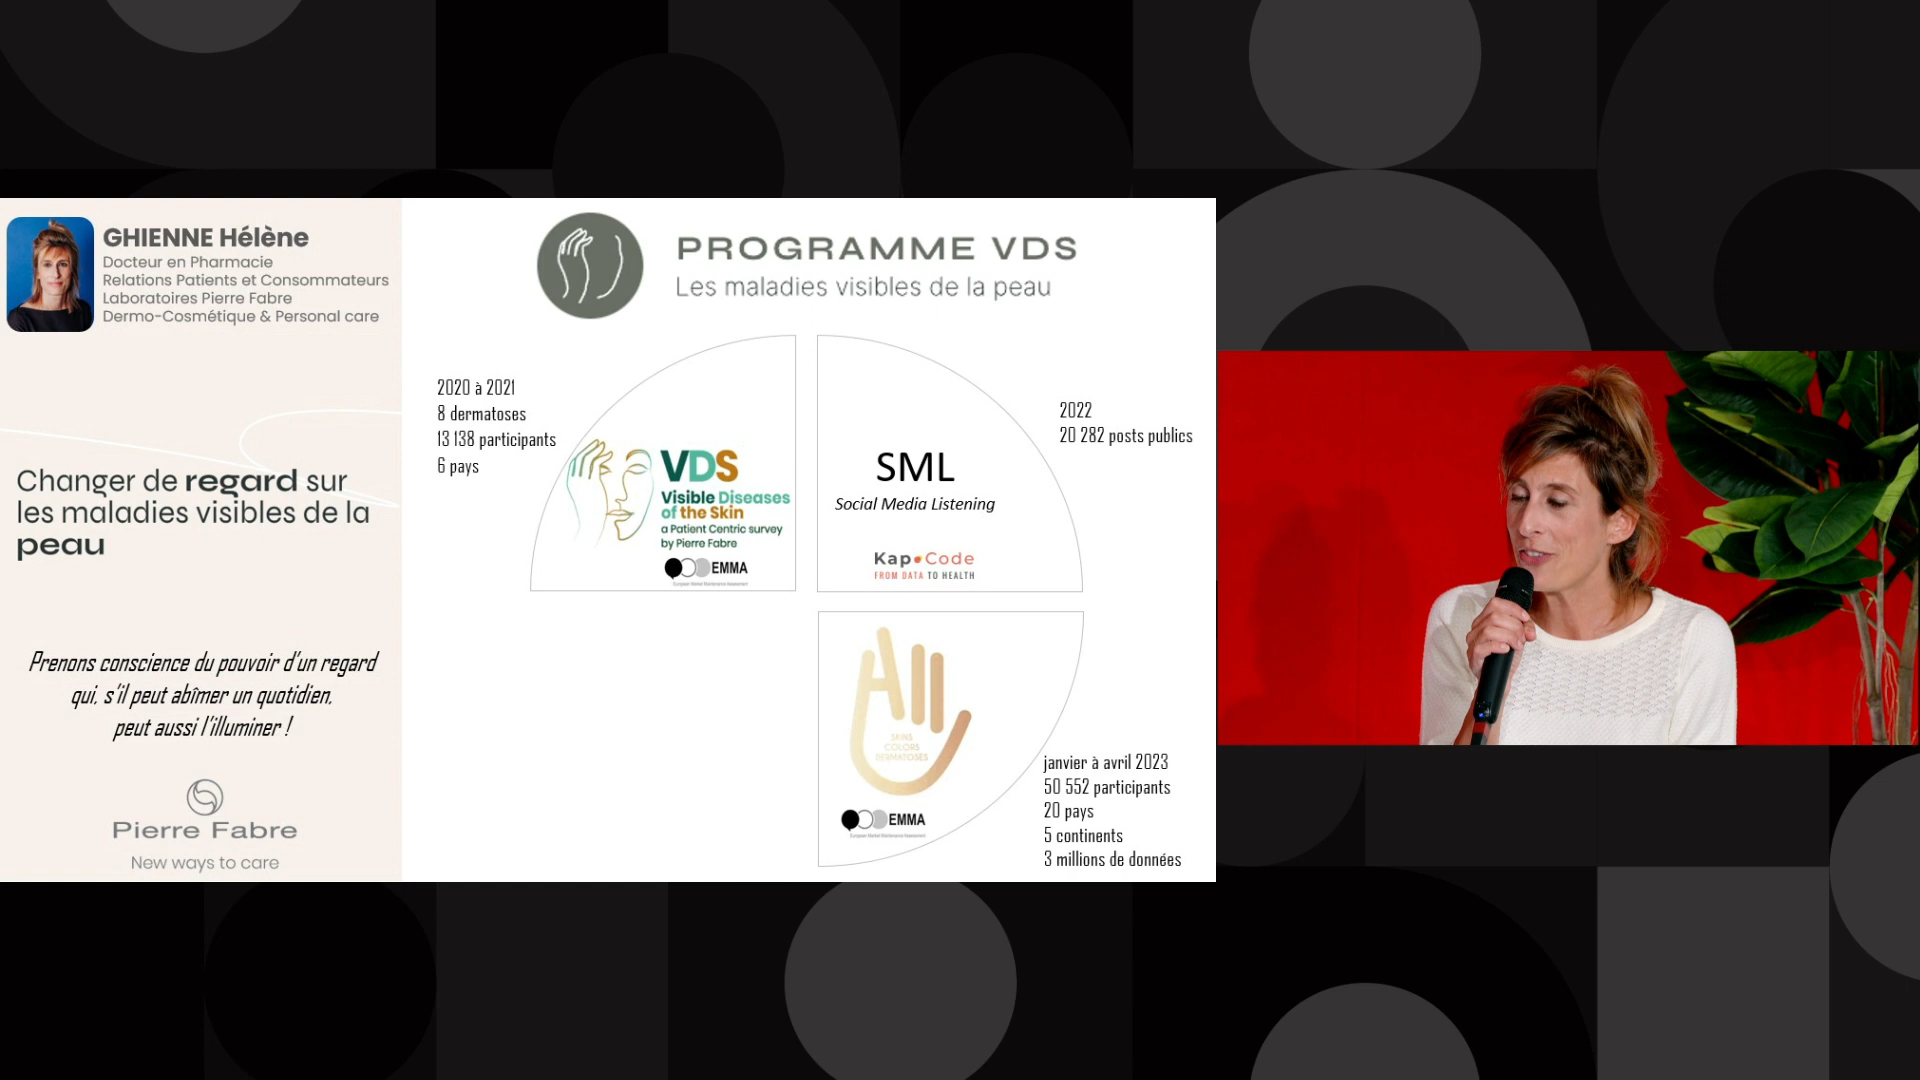 GHIENNE Hélène
Docteur en Pharmacie
Relations Patients et Consommateurs
Laboratoires Pierre Fabre
Dermo-Cosmétique & Personal care
Changer de regard sur
les maladies visibles de la
peau
Prenons conscience du pouvoir d'un regard
qui, s'il peut abîmer un quotidien,
peut aussi l'illuminer !
Pierre Fabre
New ways to care
PROGRAMME VDS
Les maladies visibles de la peau
2020 à 2021
8 dermatoses
13 138 participants
6 pays
VDS
Visible Diseases
of the Skin
a Patient Centric survey
by Pierre Fabre
EMMA
SML
Social Media Listening
Kap Code
FROM DATA TO HEALTH
2022
20 282 posts publics
All
SKINS
COLORS
DERMATOSES
EMMA
janvier à avril 2023
50 552 participants
20 pays
5 continents
3 millions de données